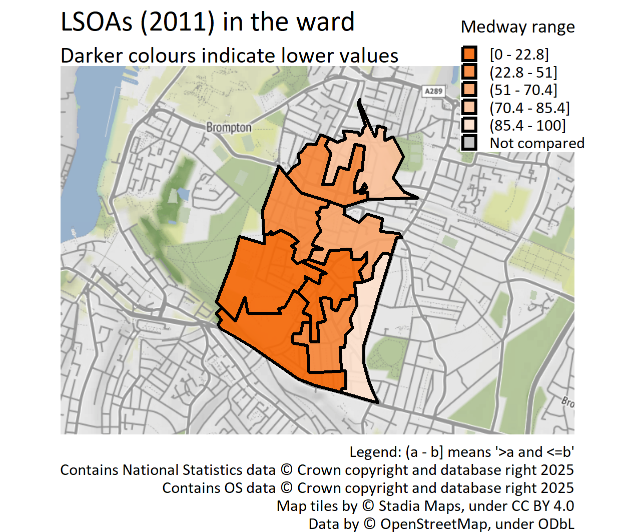 LSOAs (2011) in the ward
Darker colours indicate lower values
Medway range
[0 - 22.8]
(22.8 - 51]
(51 - 70.4]
(70.4 - 85.4]
(85.4 - 100]
Not compared
A289
Brompton
Bro
Legend: (a - b] means '>a and <=b'
Contains National Statistics data © Crown copyright and database right 2025
Contains OS data © Crown copyright and database right 2025
Map tiles by © Stadia Maps, under CC BY 4.0
Data by © OpenStreetMap, under ODbL